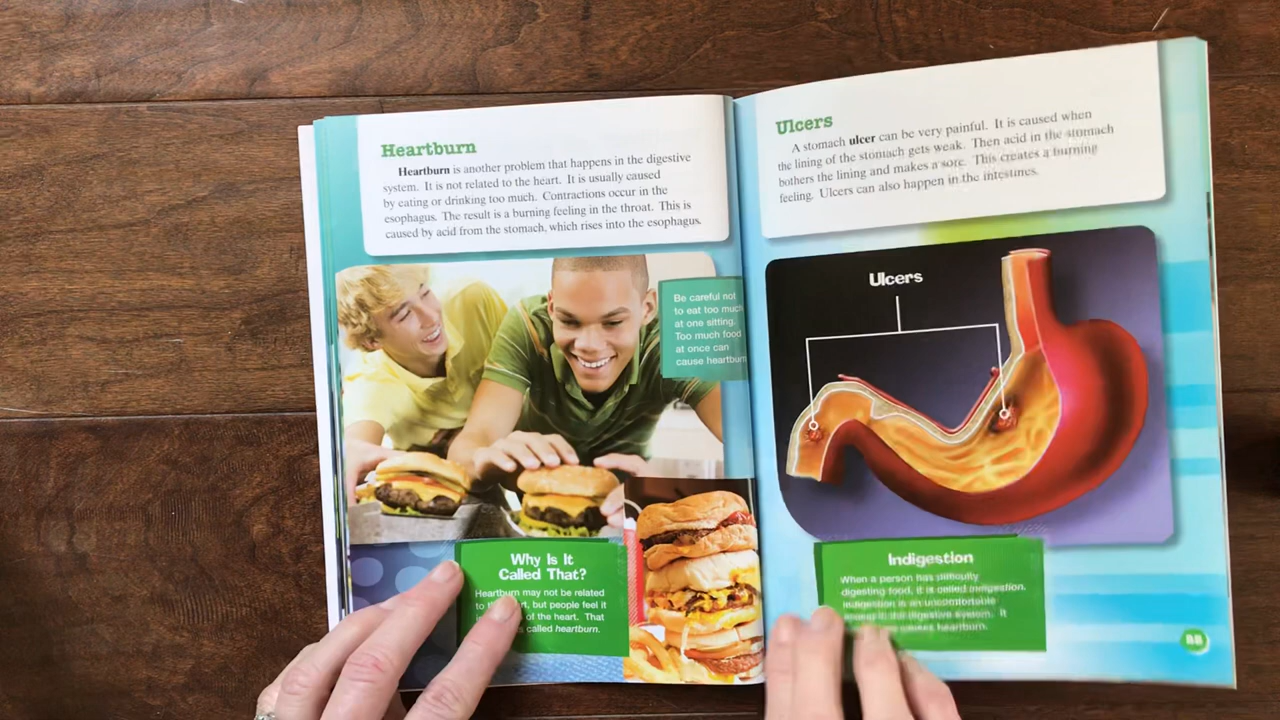 Heartburn
Heartburn is another problem that happens in the digestive
system. It is not related to the heart. It is usually caused
by eating or drinking too much. Contractions occur in the
esophagus. The result is a burning feeling in the throat. This is
caused by acid from the stomach, which rises into the esophagus.
Be careful not
to eat too much
at one sitting.
Too much food
at once can
cause heartburn
Why Is It
Called That?
Heartburn may not be related
to, but people feel it
of the heart. That
called heartburn.
Ulcers
A stomach ulcer can be very painful. It is caused when
the lining of the stomach gets weak. Then acid in the stomach
bothers the lining and makes a sore. This creates a burning
feeling. Ulcers can also happen in the intestines.
Ulcers
Indigestion
When a person has difficulty
digesting food, it is called indigestion.
Indigestion is an uncomfortable
in the digestive system. It
causes heartburn.